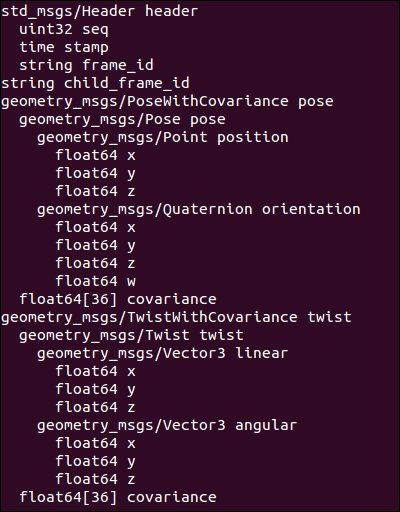 std_msgs/Header header
  uint32 seq
  time stamp
  string frame_id
string child_frame_id
geometry_msgs/PoseWithCovariance pose
  geometry_msgs/Pose pose
    geometry_msgs/Point position
      float64 x
      float64 y
      float64 z
    geometry_msgs/Quaternion orientation
      float64 x
      float64 y
      float64 z
      float64 w
  float64[36] covariance
geometry_msgs/TwistWithCovariance twist
  geometry_msgs/Twist twist
    geometry_msgs/Vector3 linear
      float64 x
      float64 y
      float64 z
    geometry_msgs/Vector3 angular
      float64 x
      float64 y
      float64 z
  float64[36] covariance